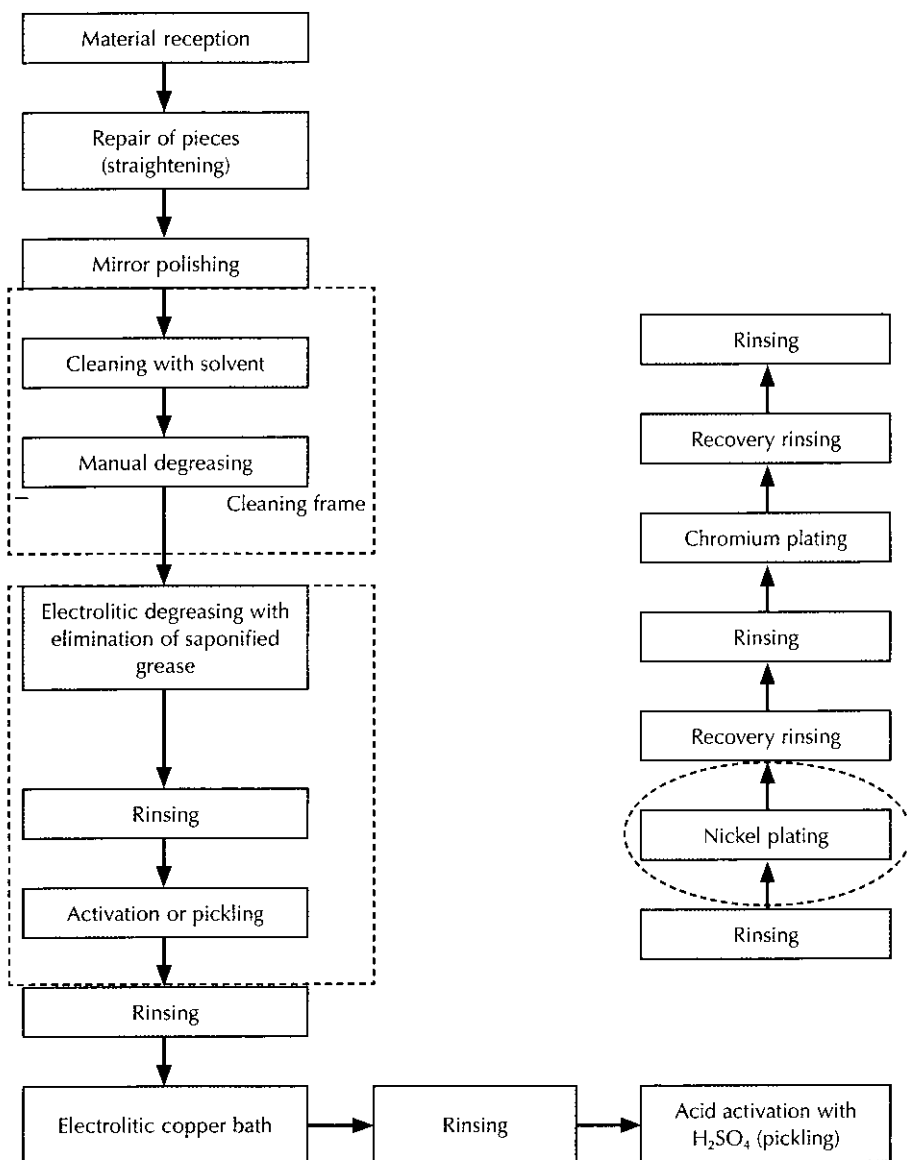 Material reception
Repair of pieces
(straightening)
Mirror polishing
Cleaning with solvent
Manual degreasing
Cleaning frame
Electrolitic degreasing with
elimination of saponified
grease
Rinsing
Activation or pickling
Rinsing
Electrolitic copper bath
Rinsing
Acid activation with
H₂SO₄ (pickling)
Rinsing
Nickel plating
Recovery rinsing
Rinsing
Chromium plating
Recovery rinsing
Rinsing